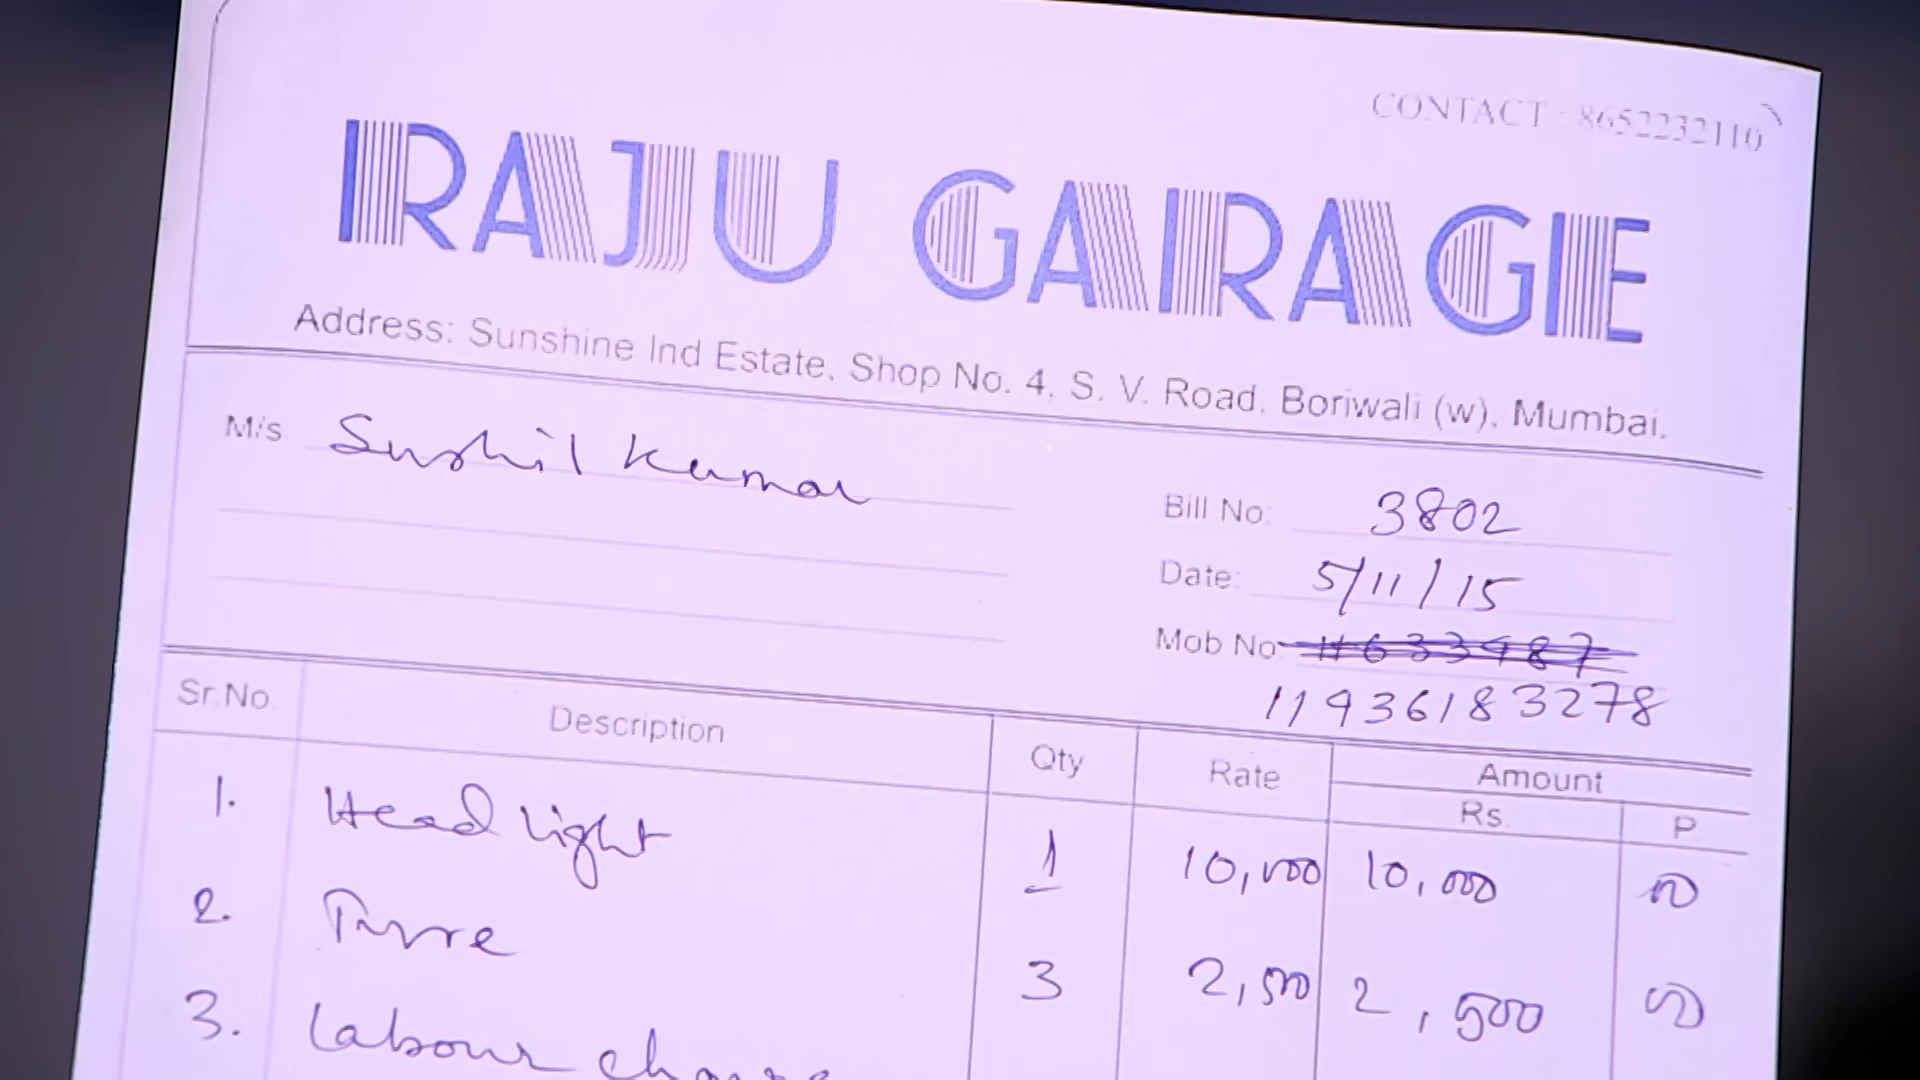 CONTACT : 8652232110
RAJU GARAGE
Address: Sunshine Ind Estate, Shop No. 4, S. V. Road, Boriwali (w), Mumbai.
M/s Sushil Kumar
Bill No: 3802
Date: 5/11/15
Mob No #633987
11936183278
Sr.No. Description Qty Rate Amount
Rs. P.
1. Head light 1 10,000 10,000 00
2. Tyre 3 2,500 2,500 00
3. Labour